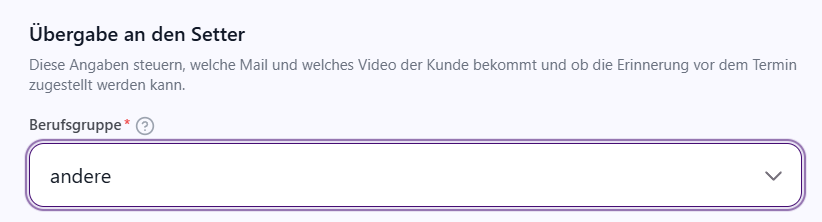 Übergabe an den Setter
Diese Angaben steuern, welche Mail und welches Video der Kunde bekommt und ob die Erinnerung vor dem Termin
zugestellt werden kann.
Berufsgruppe* ?
andere